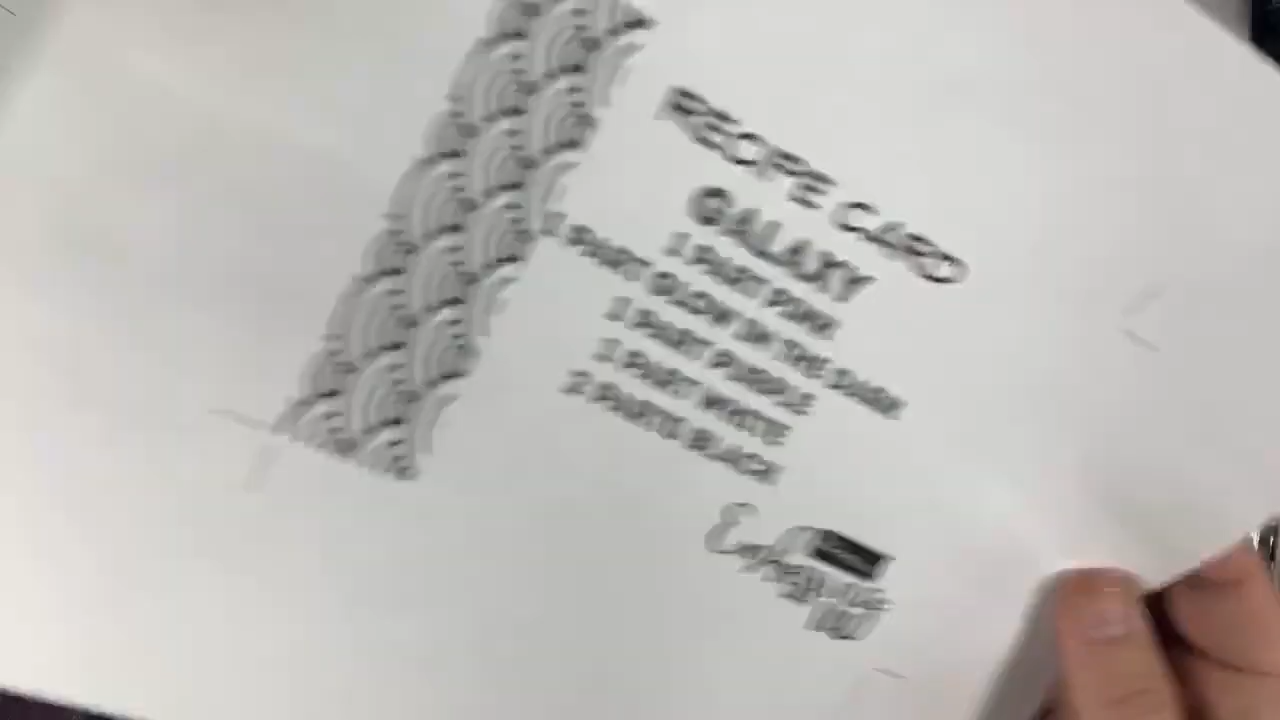 RECIPE CARD
GALAXY
1 PART PINK
1 PART GLOW IN THE DARK
1 PART PURPLE
1 PART WHITE
2 PARTS BLACK